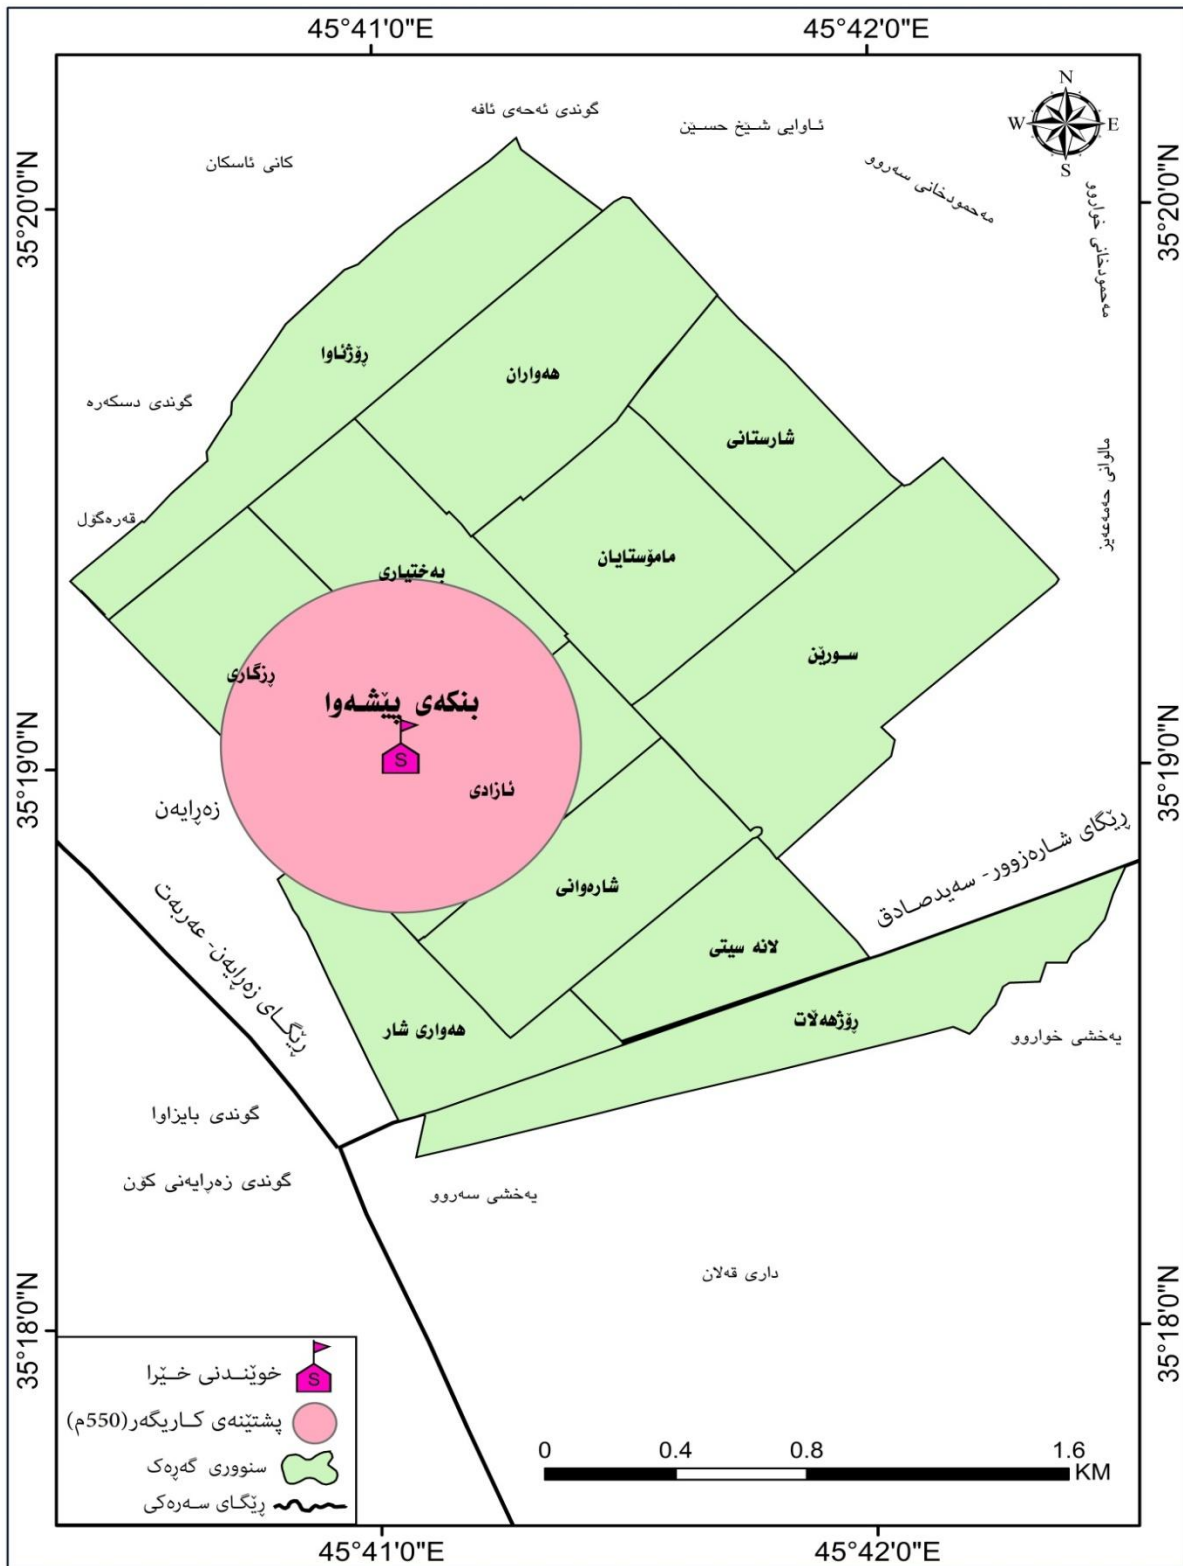 45°41'0"E
45°42'0"E
N
W
E
S
35°20'0"N
35°20'0"N
گوندی ئەحەی ئافە
ئاوایی شێخ حسێن
کانی ئاسکان
مەحمودخانی سەروو
مەحمودخانی خواروو
ڕۆژئاوا
هەواران
گوندی دسکەرە
شارستانی
مالوانی حەمەعەیز
قەرەگۆل
مامۆستایان
بەختیاری
سورێن
ڕزگاری
بنکەی پێشەوا
S
ئازادی
35°19'0"N
35°19'0"N
زەڕایەن
ڕێگای شارەزوور- سەیدصادق
شارەوانی
ڕێگای زەڕایەن- عەربەت
لانە سیتی
هەواری شار
ڕۆژهەڵات
یەخشی خواروو
گوندی بایزاوا
گوندی زەڕایەنی کۆن
یەخشی سەروو
داری قەلان
35°18'0"N
35°18'0"N
خوێندنی خێرا
S
پشتێنەی کاریگەر(550م)
سنووری گەڕەک
ڕێگای سەرەکی
0 0.4 0.8 1.6
KM
45°41'0"E
45°42'0"E